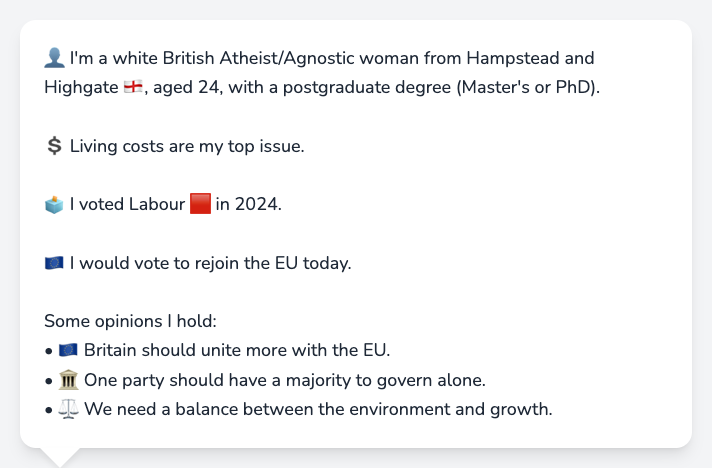 👤 I'm a white British Atheist/Agnostic woman from Hampstead and
Highgate 🏴󠁧󠁢󠁥󠁮󠁧󠁿, aged 24, with a postgraduate degree (Master's or PhD).
💲 Living costs are my top issue.
🗳️ I voted Labour 🟥 in 2024.
🇪🇺 I would vote to rejoin the EU today.
Some opinions I hold:
• 🇪🇺 Britain should unite more with the EU.
• 🏛️ One party should have a majority to govern alone.
• ⚖️ We need a balance between the environment and growth.